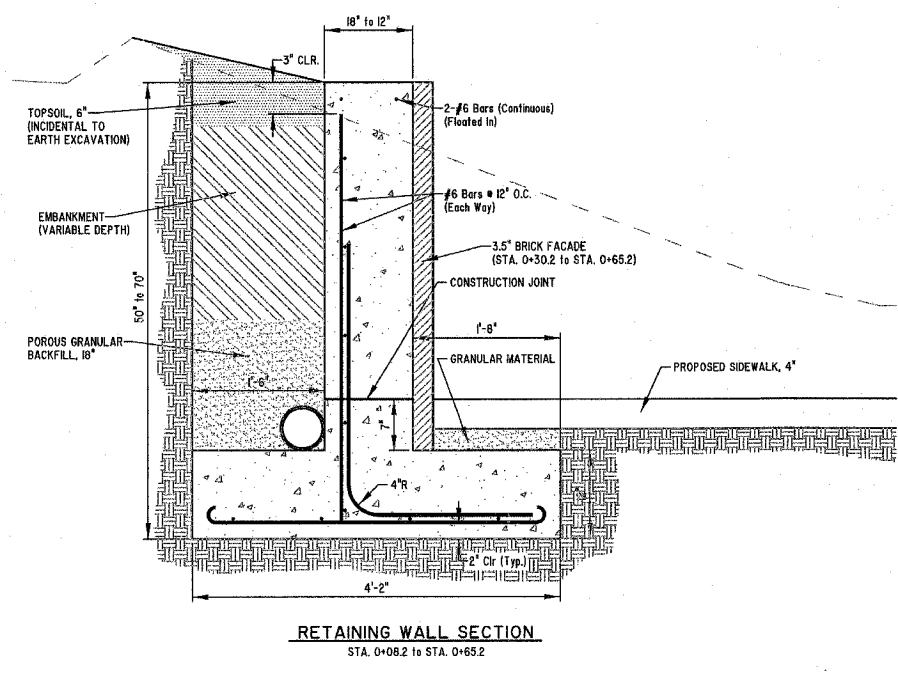 18" to 12"
3" CLR.
2-#6 Bars (Continuous)
(Floated In)
TOPSOIL, 6"
(INCIDENTAL TO
EARTH EXCAVATION)
#6 Bars @ 12" O.C.
(Each Way)
EMBANKMENT
(VARIABLE DEPTH)
3.5" BRICK FACADE
(STA. 0+30.2 to STA. 0+65.2)
CONSTRUCTION JOINT
50" to 70"
1'-8"
POROUS GRANULAR
BACKFILL, 18"
GRANULAR MATERIAL
PROPOSED SIDEWALK, 4"
1'-6"
7"
4"R
2" Clr (Typ.)
4'-2"
RETAINING WALL SECTION
STA. 0+08.2 to STA. 0+65.2